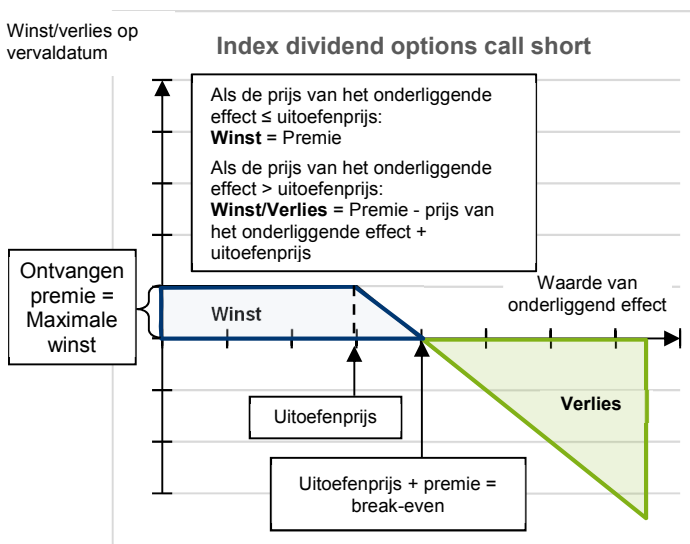 Winst/verlies op
vervaldatum
Index dividend options call short
Als de prijs van het onderliggende
effect ≤ uitoefenprijs:
Winst = Premie
Als de prijs van het onderliggende
effect > uitoefenprijs:
Winst/Verlies = Premie - prijs van
het onderliggende effect +
uitoefenprijs
Ontvangen
premie =
Maximale
winst
Winst
Waarde van
onderliggend effect
Uitoefenprijs
Verlies
Uitoefenprijs + premie =
break-even